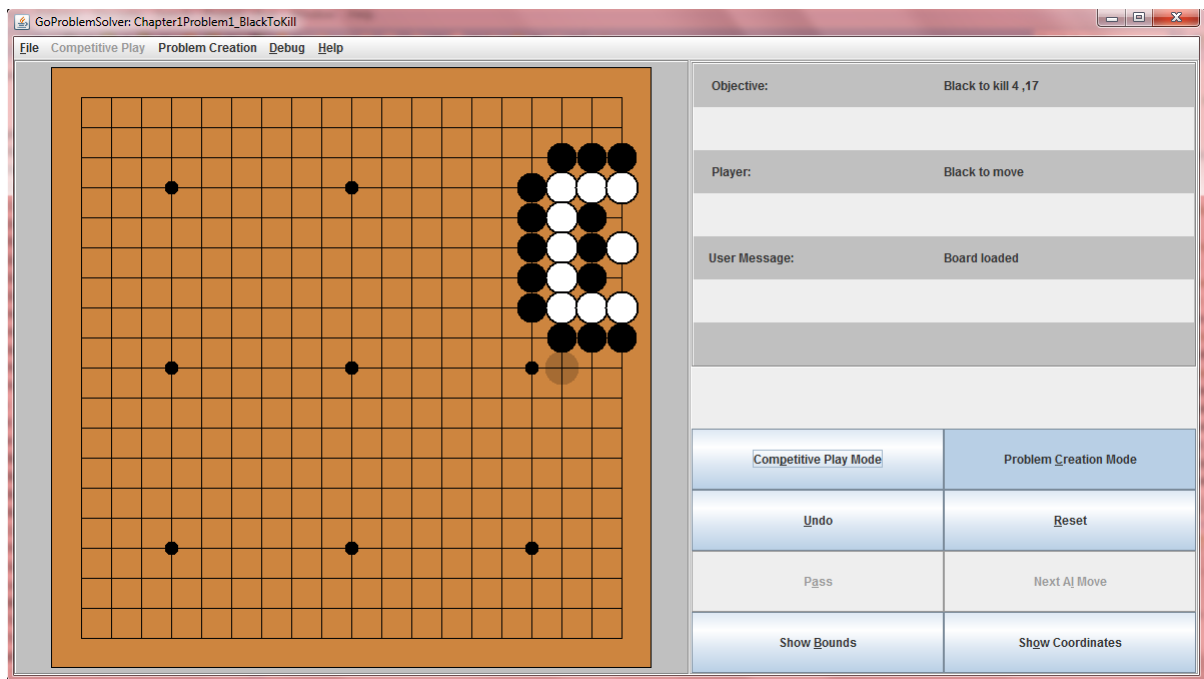 GoProblemSolver: Chapter1Problem1_BlackToKill
File Competitive Play Problem Creation Debug Help
Objective: Black to kill 4 ,17
Player: Black to move
User Message: Board loaded
Competitive Play Mode Problem Creation Mode
Undo Reset
Pass Next AI Move
Show Bounds Show Coordinates